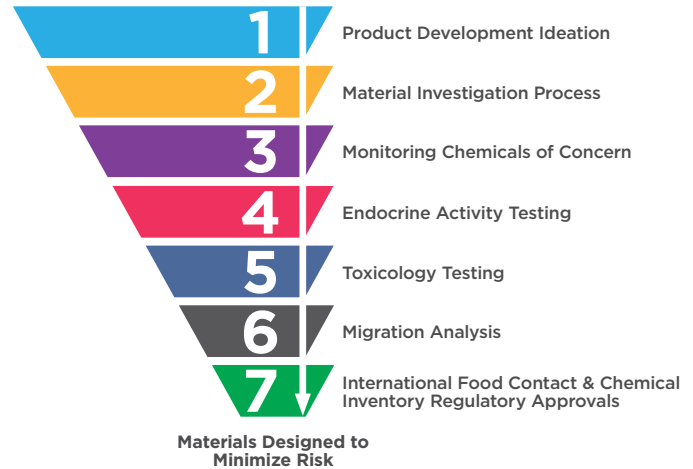 1 Product Development Ideation
2 Material Investigation Process
3 Monitoring Chemicals of Concern
4 Endocrine Activity Testing
5 Toxicology Testing
6 Migration Analysis
7 International Food Contact & Chemical
Inventory Regulatory Approvals
Materials Designed to
Minimize Risk